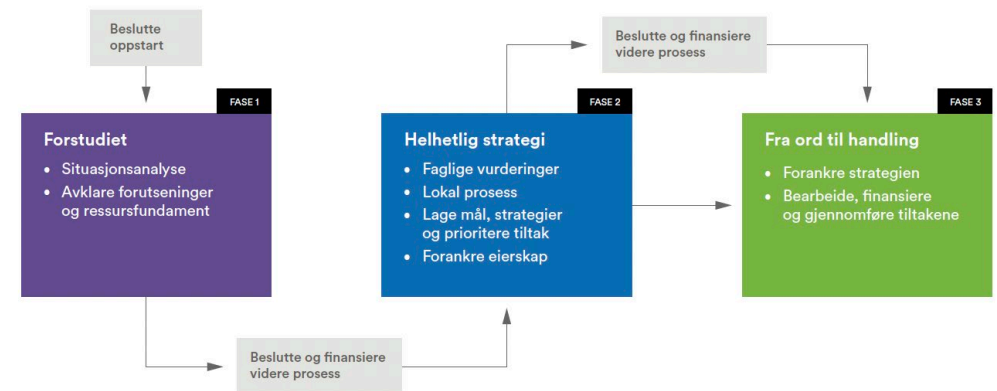 Beslutte
oppstart
FASE 1
Forstudiet
• Situasjonsanalyse
• Avklare forutseninger
og ressursfundament
Beslutte og finansiere
videre prosess
FASE 2
Helhetlig strategi
• Faglige vurderinger
• Lokal prosess
• Lage mål, strategier
og prioritere tiltak
• Forankre eierskap
Beslutte og finansiere
videre prosess
FASE 3
Fra ord til handling
• Forankre strategien
• Bearbeide, finansiere
og gjennomføre tiltakene